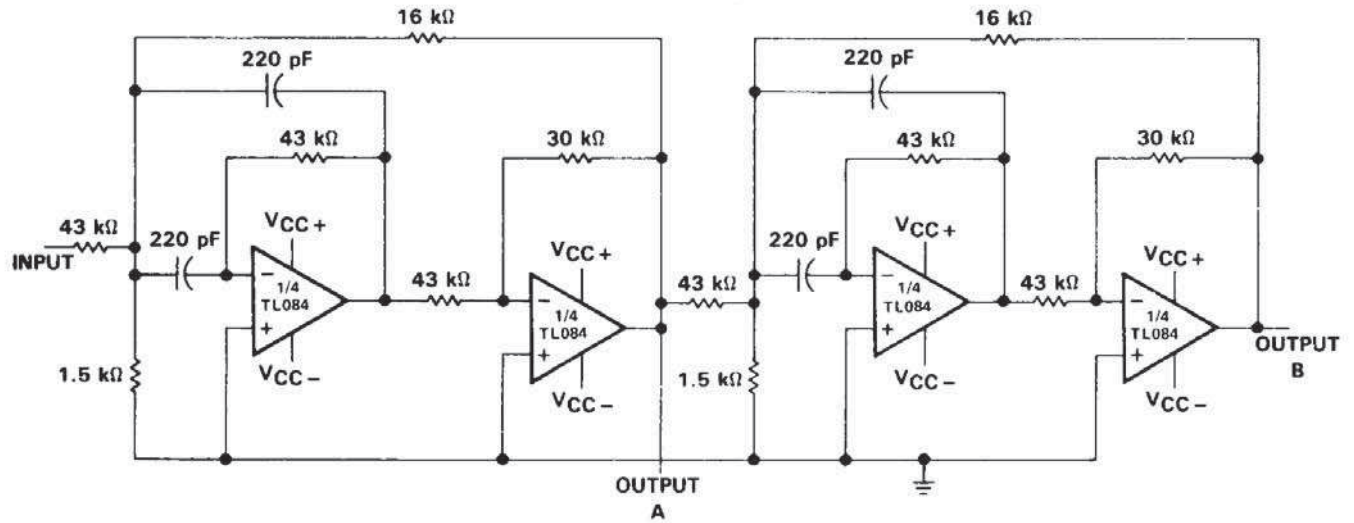 16 kΩ
16 kΩ
220 pF
220 pF
43 kΩ
30 kΩ
43 kΩ
30 kΩ
43 kΩ
INPUT
220 pF
VCC+
1/4
TL084
VCC−
43 kΩ
VCC+
1/4
TL084
VCC−
1.5 kΩ
43 kΩ
220 pF
VCC+
1/4
TL084
VCC−
43 kΩ
VCC+
1/4
TL084
VCC−
1.5 kΩ
OUTPUT
B
OUTPUT
A